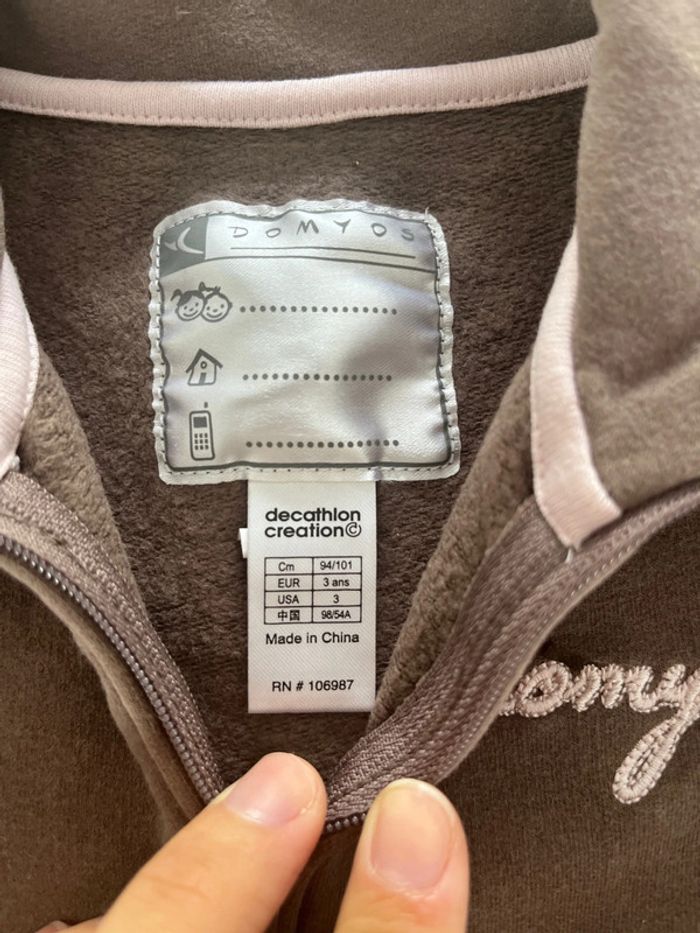 DOMYOS
decathlon
creation©
Cm 94/101
EUR 3 ans
USA 3
中国 98/54A
Made in China
RN # 106987
omy